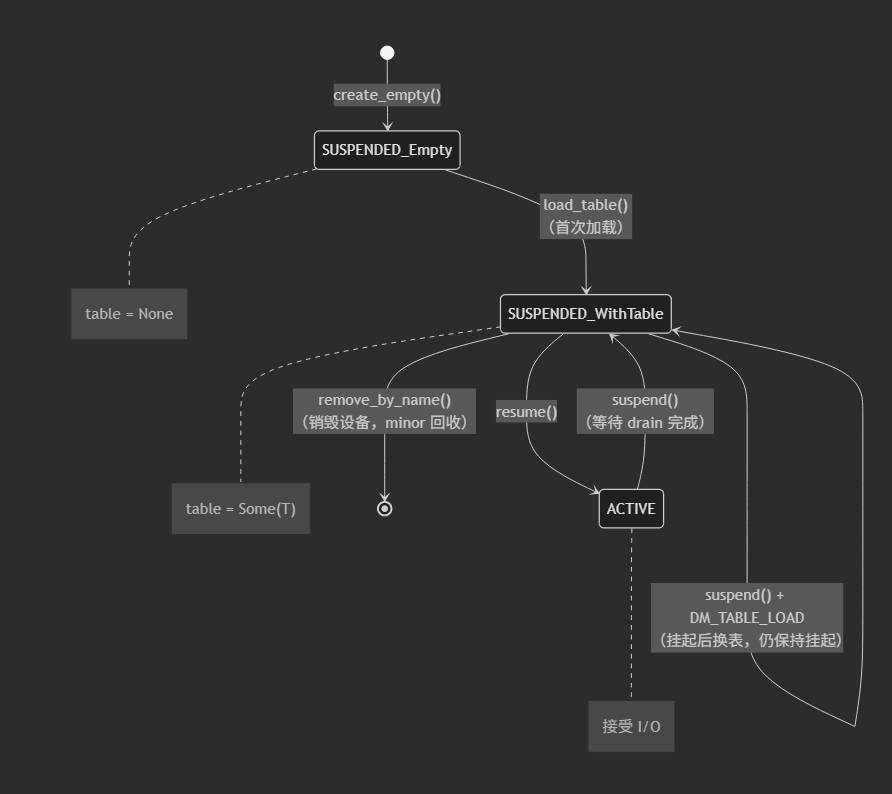 create_empty()
SUSPENDED_Empty
load_table()
（首次加载）
table = None
SUSPENDED_WithTable
remove_by_name()
（销毁设备，minor 回收）
resume()
suspend()
（等待 drain 完成）
table = Some(T)
ACTIVE
suspend() +
DM_TABLE_LOAD
（挂起后换表，仍保持挂起）
接受 I/O